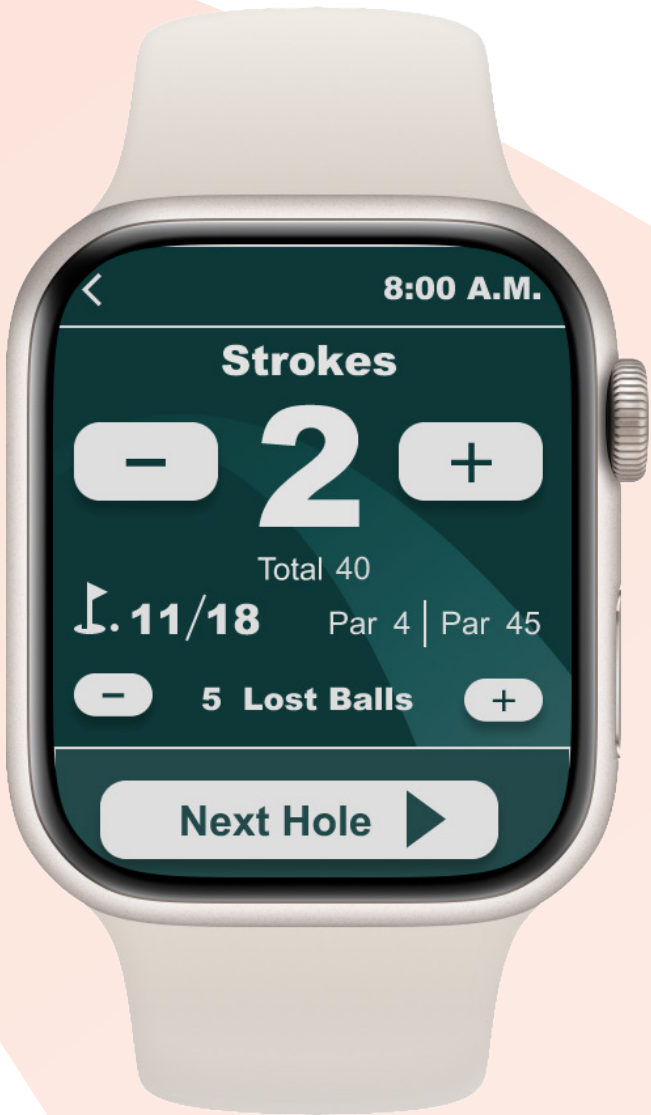 8:00 A.M.
Strokes
− 2 +
Total 40
11/18 Par 4 | Par 45
− 5 Lost Balls +
Next Hole